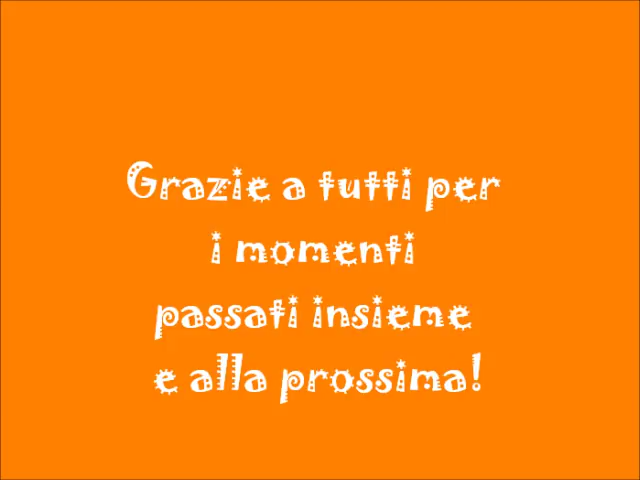 Grazie a tutti per
i momenti
passati insieme
e alla prossima!